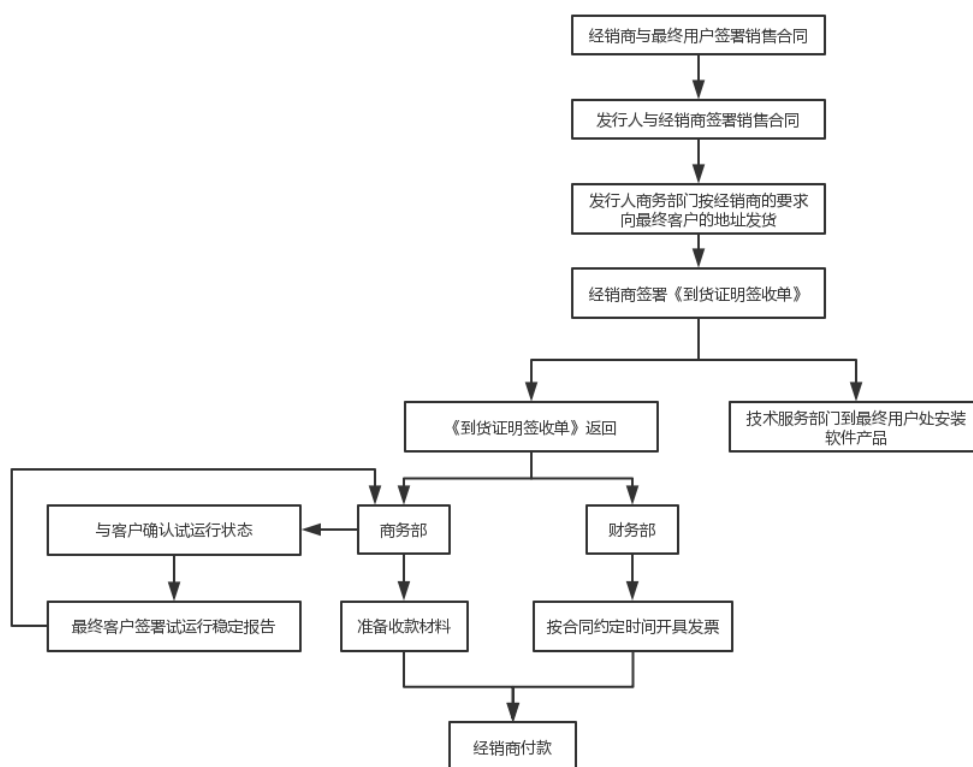 经销商与最终用户签署销售合同
发行人与经销商签署销售合同
发行人商务部门按经销商的要求
向最终客户的地址发货
经销商签署《到货证明签收单》
《到货证明签收单》返回
技术服务部门到最终用户处安装
软件产品
与客户确认试运行状态
商务部
财务部
最终客户签署试运行稳定报告
准备收款材料
按合同约定时间开具发票
经销商付款